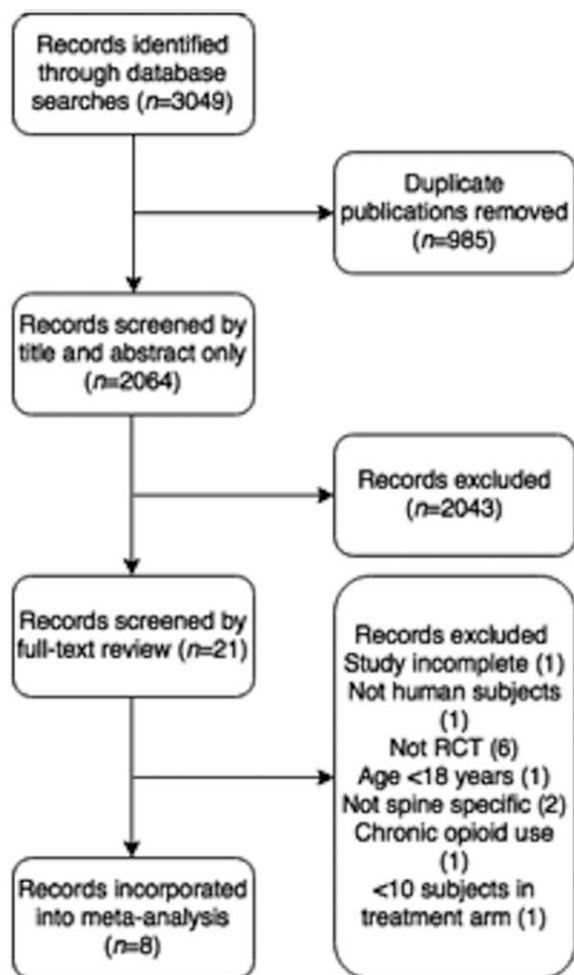 Records identified
through database
searches (n=3049)
Duplicate
publications removed
(n=985)
Records screened by
title and abstract only
(n=2064)
Records excluded
(n=2043)
Records screened by
full-text review (n=21)
Records excluded
Study incomplete (1)
Not human subjects
(1)
Not RCT (6)
Age <18 years (1)
Not spine specific (2)
Chronic opioid use
(1)
<10 subjects in
treatment arm (1)
Records incorporated
into meta-analysis
(n=8)